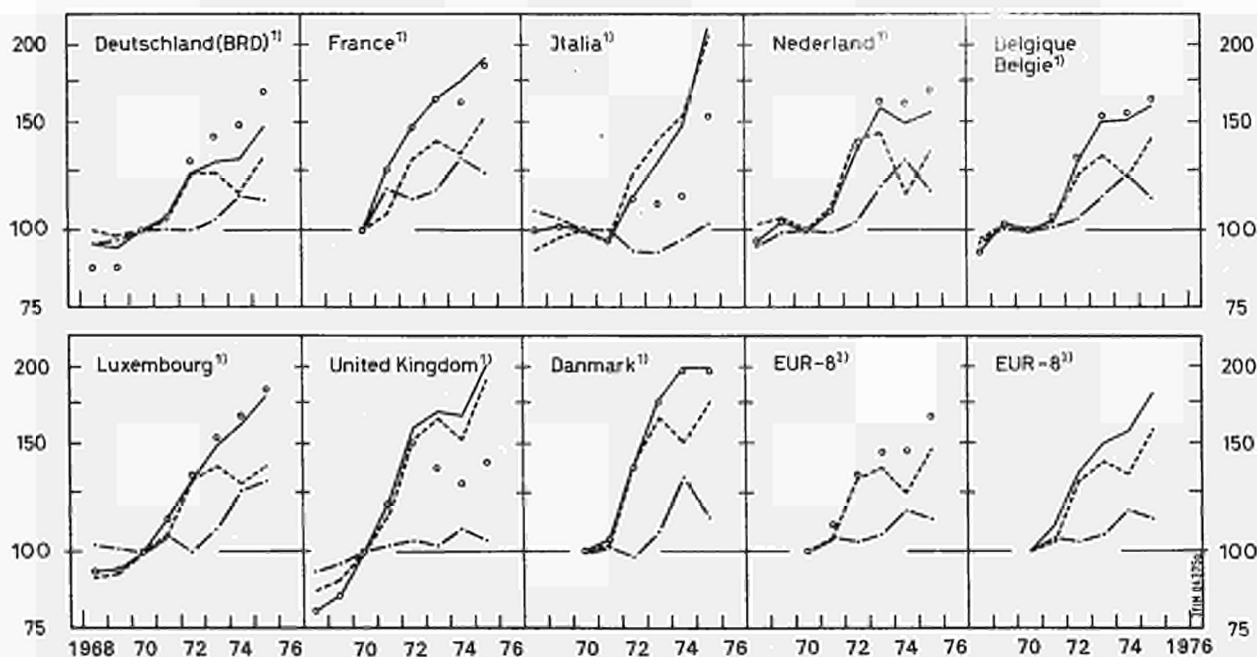 200 Deutschland(BRD)¹⁾ France¹⁾ Italia¹⁾ Nederland¹⁾ Belgique 200
Belgie¹⁾
150 150
100 100
75 75
Luxembourg¹⁾ United Kingdom¹⁾ Danmark¹⁾ EUR-8²⁾ EUR-8³⁾
200 200
150 150
100 100
75 75
1968 70 72 74 76 70 72 74 76 70 72 74 76 70 72 74 76 70 72 74 1976